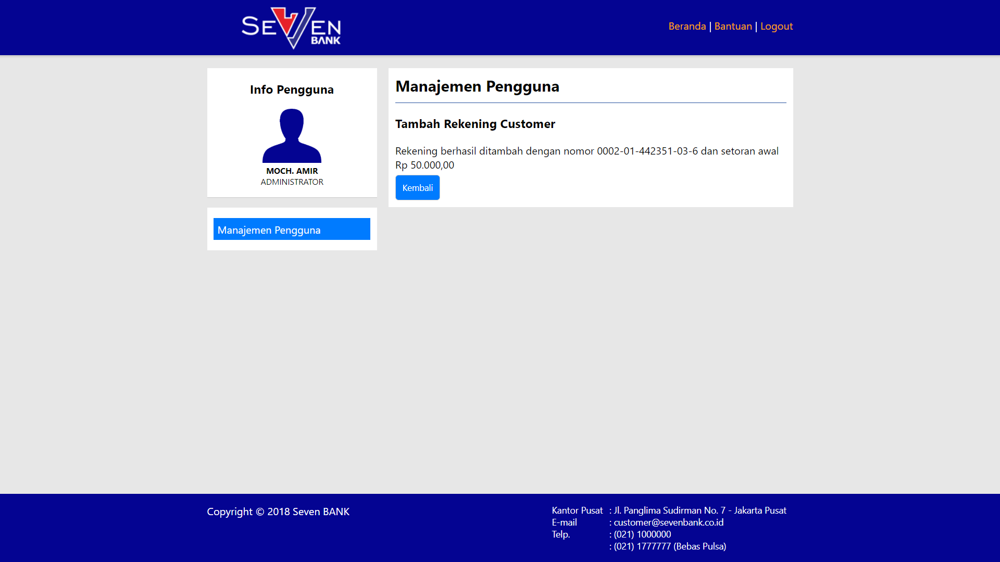 SEVEN
BANK
Beranda | Bantuan | Logout
Info Pengguna
MOCH. AMIR
ADMINISTRATOR
Manajemen Pengguna
Manajemen Pengguna
Tambah Rekening Customer
Rekening berhasil ditambah dengan nomor 0002-01-442351-03-6 dan setoran awal
Rp 50.000,00
Kembali
Copyright © 2018 Seven BANK
Kantor Pusat : Jl. Panglima Sudirman No. 7 - Jakarta Pusat
E-mail : customer@sevenbank.co.id
Telp. : (021) 1000000
: (021) 1777777 (Bebas Pulsa)